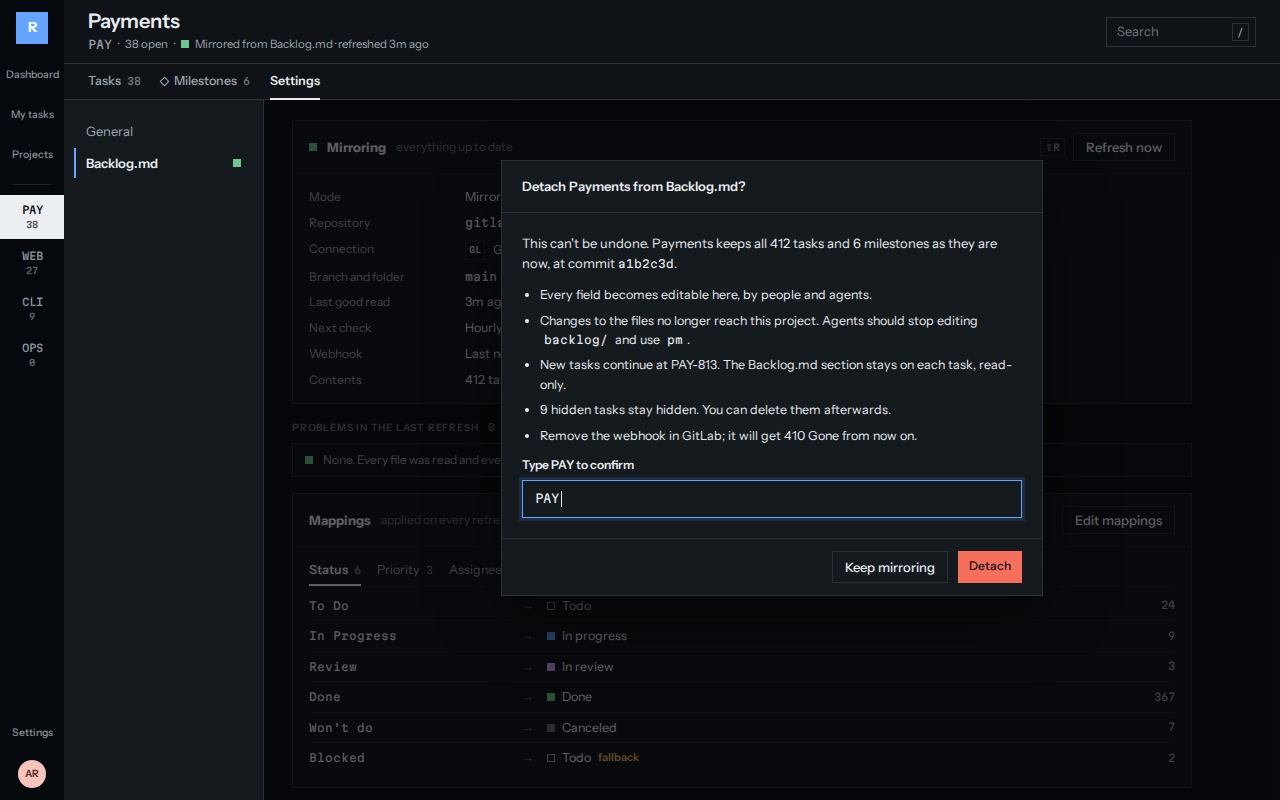 R
Dashboard
My tasks
Projects
PAY
38
WEB
27
CLI
9
OPS
0
Settings
AR
Payments
PAY · 38 open · Mirrored from Backlog.md · refreshed 3m ago
Search /
Tasks 38 Milestones 6 Settings
General
Backlog.md
Mirroring everything up to date ⇧R Refresh now
Mode Mirror
Repository
Connection GL
Branch and folder main
Last good read 3m ag
Next check Hourly
Webhook Last
Contents 412 ta
PROBLEMS IN THE LAST REFRESH 0
None. Every file was read and eve
Mappings applied on every refre Edit mappings
Status 6 Priority 3 Assignee
To Do → Todo 24
In Progress → In progress 9
Review → In review 3
Done → Done 367
Won't do → Canceled 7
Blocked → Todo fallback 2
Detach Payments from Backlog.md?
This can't be undone. Payments keeps all 412 tasks and 6 milestones as they are
now, at commit a1b2c3d.
• Every field becomes editable here, by people and agents.
• Changes to the files no longer reach this project. Agents should stop editing
backlog/ and use pm .
• New tasks continue at PAY-813. The Backlog.md section stays on each task, read-
only.
• 9 hidden tasks stay hidden. You can delete them afterwards.
• Remove the webhook in GitLab; it will get 410 Gone from now on.
Type PAY to confirm
PAY
Keep mirroring Detach